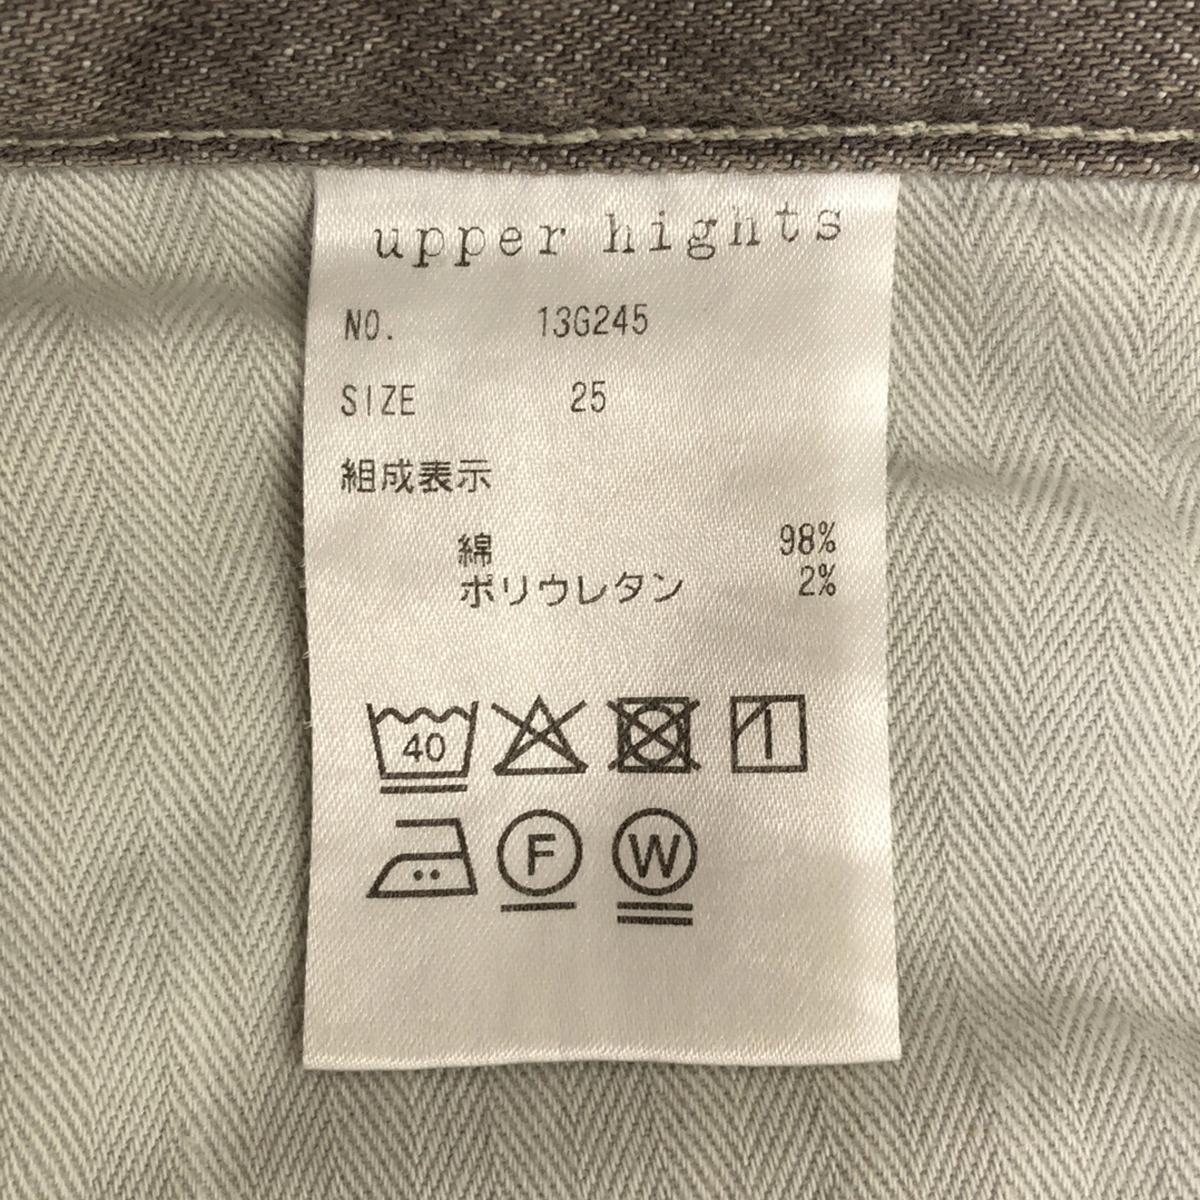 upper hights
NO. 13G245
SIZE 25
組成表示
綿 98%
ポリウレタン 2%
40
F W